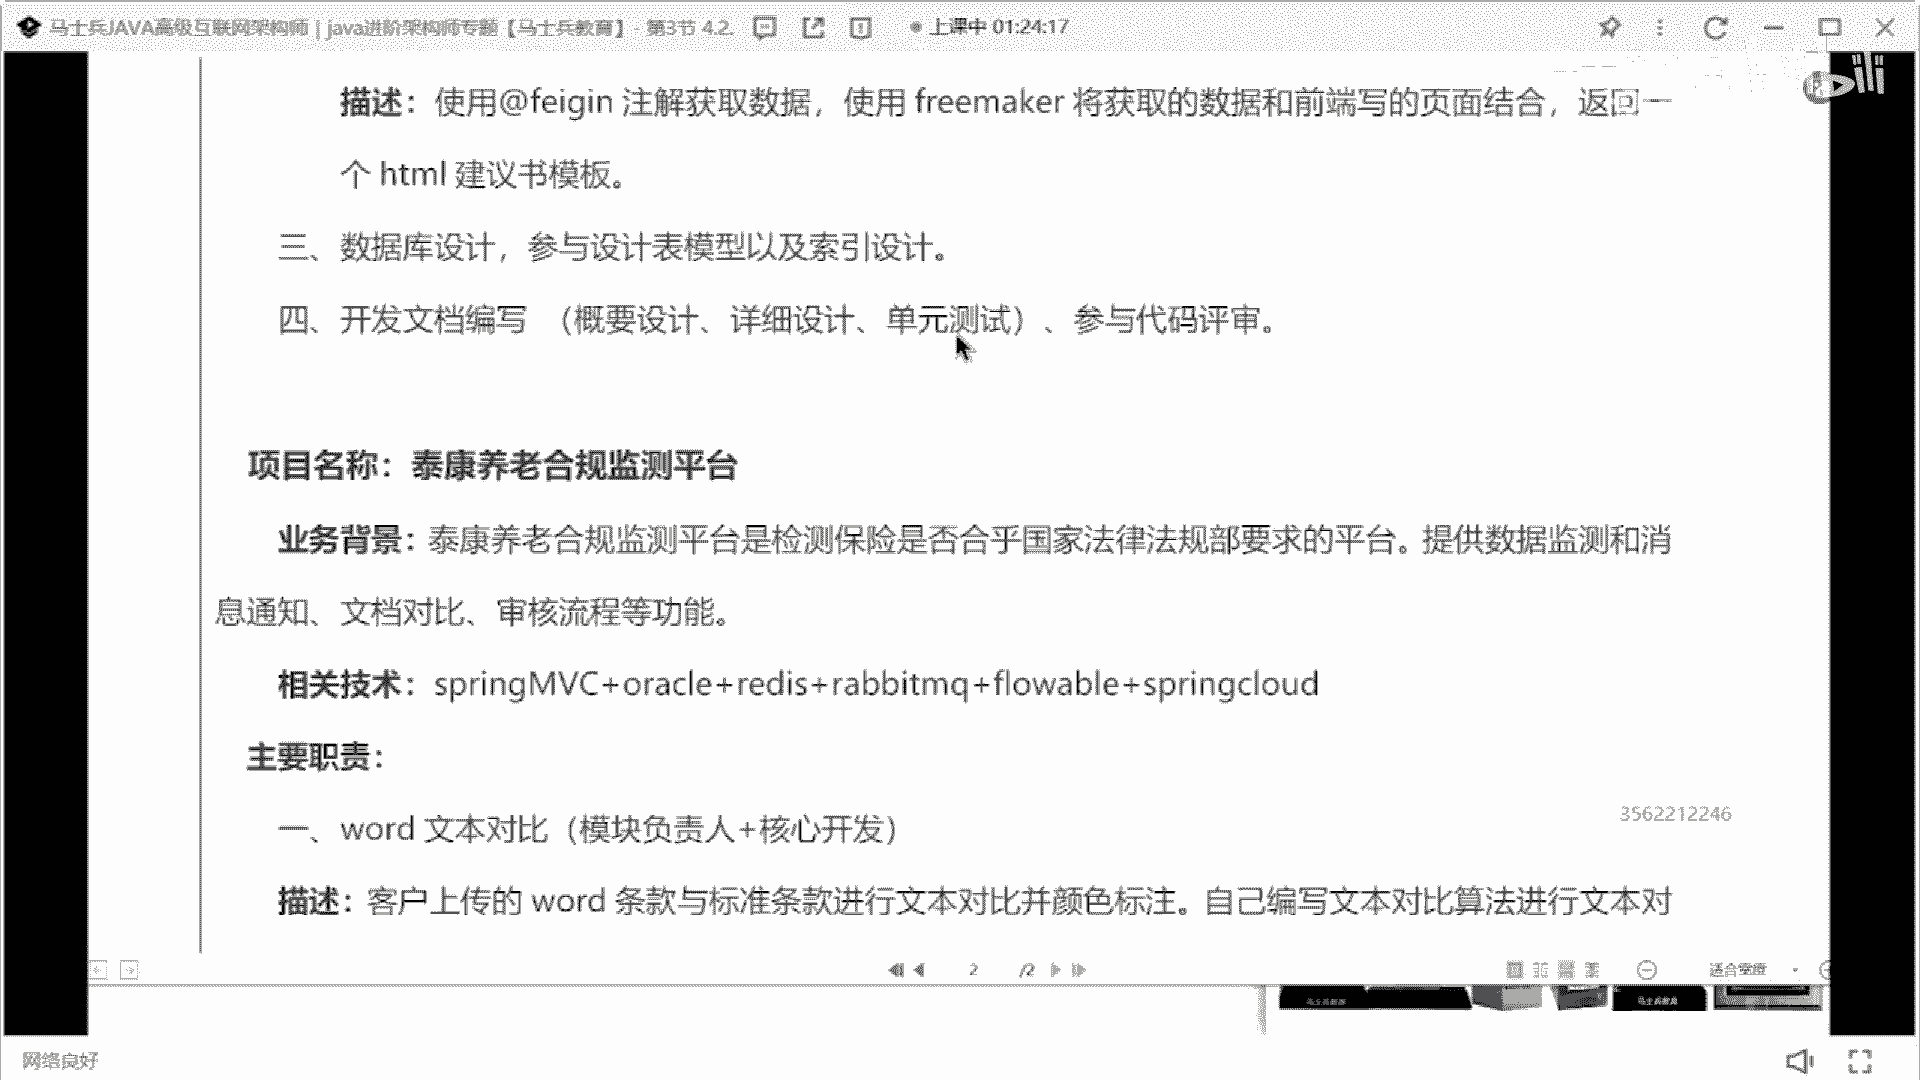 马士兵JAVA高级互联网架构师 | java进阶架构师专题【马士兵教育】 - 第3节 4.2.
上课中 01:24:17
描述：使用@feigin 注解获取数据，使用 freemaker 将获取的数据和前端写的页面结合，返回一
个 html 建议书模板。
三、数据库设计，参与设计表模型以及索引设计。
四、开发文档编写 （概要设计、详细设计、单元测试）、参与代码评审。
项目名称：泰康养老合规监测平台
业务背景：泰康养老合规监测平台是检测保险是否合乎国家法律法规部要求的平台。提供数据监测和消
息通知、文档对比、审核流程等功能。
相关技术：springMVC+oracle+redis+rabbitmq+flowable+springcloud
主要职责：
一、word 文本对比（模块负责人+核心开发）
3562212246
描述：客户上传的 word 条款与标准条款进行文本对比并颜色标注。自己编写文本对比算法进行文本对
2 /2
适合宽度
马士兵教育
网络良好